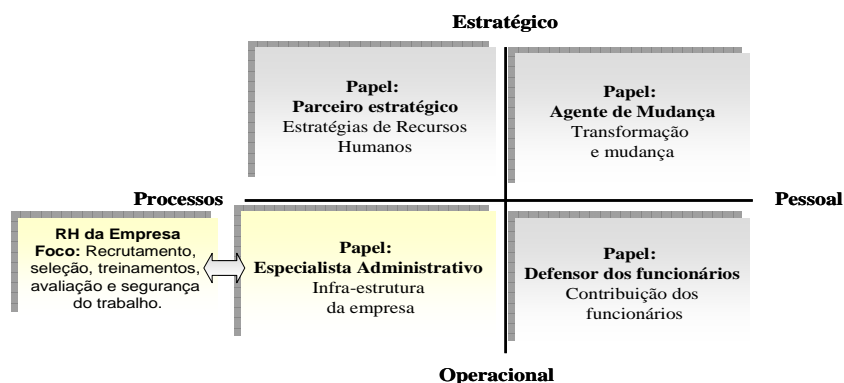 Estratégico
Papel:
Parceiro estratégico
Estratégias de Recursos
Humanos
Papel:
Agente de Mudança
Transformação
e mudança
Processos
Pessoal
RH da Empresa
Foco: Recrutamento,
seleção, treinamentos,
avaliação e segurança
do trabalho.
Papel:
Especialista Administrativo
Infra-estrutura
da empresa
Papel:
Defensor dos funcionários
Contribuição dos
funcionários
Operacional